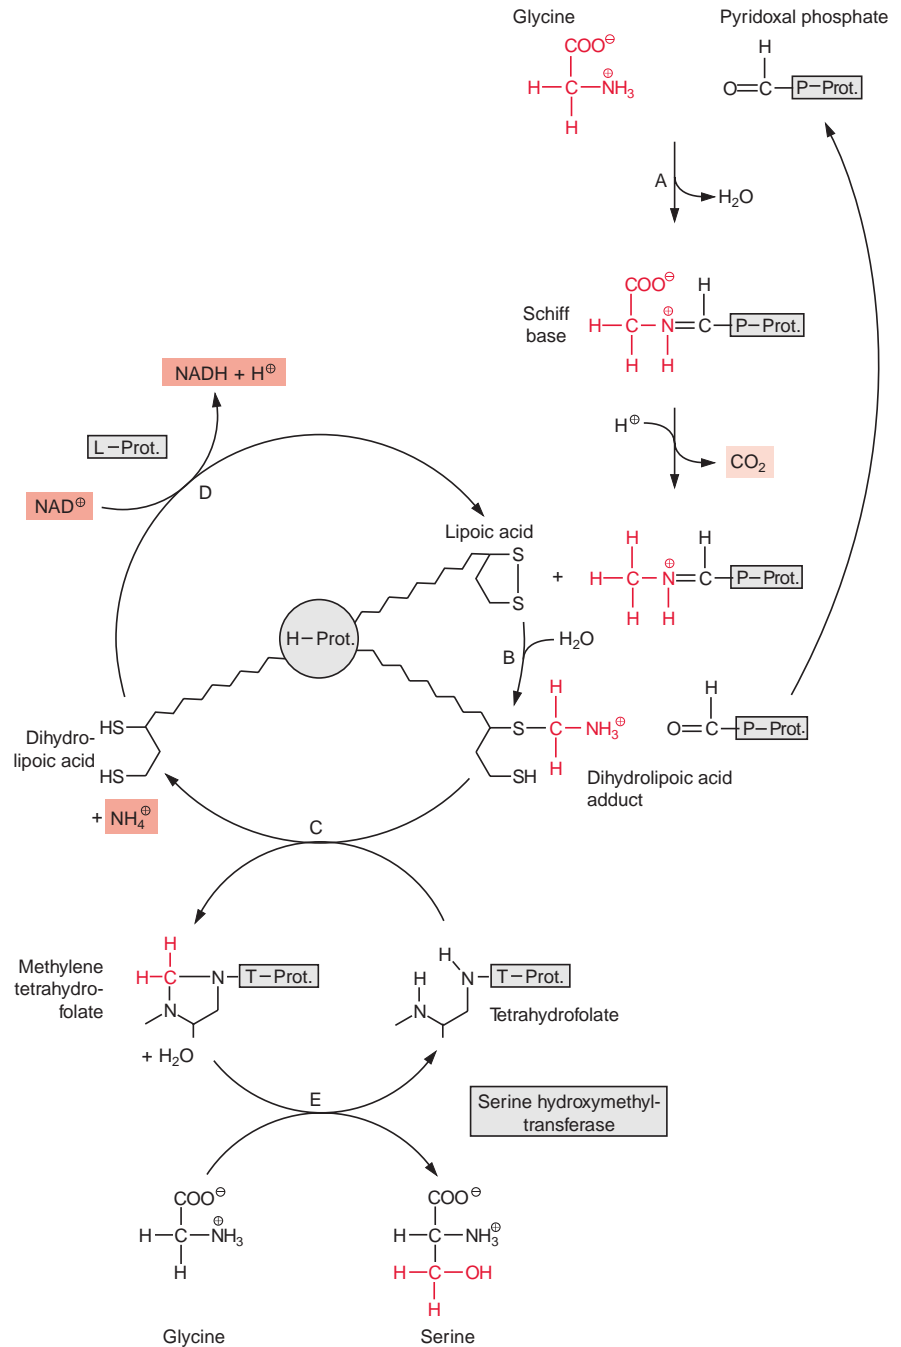 Glycine
Pyridoxal phosphate
COO⊖
H–C–NH₃⊕
H
H
O=C–P–Prot.
A
H₂O
Schiff
base
COO⊖
H
H–C–N⊕=C–P–Prot.
H H
H⊕
CO₂
NADH + H⊕
L–Prot.
NAD⊕
D
Lipoic acid
S
S
+
H H
H–C–N⊕=C–P–Prot.
H H
H–Prot.
B
H₂O
HS
Dihydro-
lipoic acid
HS
+ NH₄⊕
H
S–C–NH₃⊕
H
SH
Dihydrolipoic acid
adduct
H
O=C–P–Prot.
C
Methylene
tetrahydro-
folate
H
H–C
N–T–Prot.
N
+ H₂O
H
H
N–T–Prot.
N
Tetrahydrofolate
E
Serine hydroxymethyl-
transferase
COO⊖
H–C–NH₃⊕
H
Glycine
COO⊖
H–C–NH₃⊕
H–C–OH
H
Serine